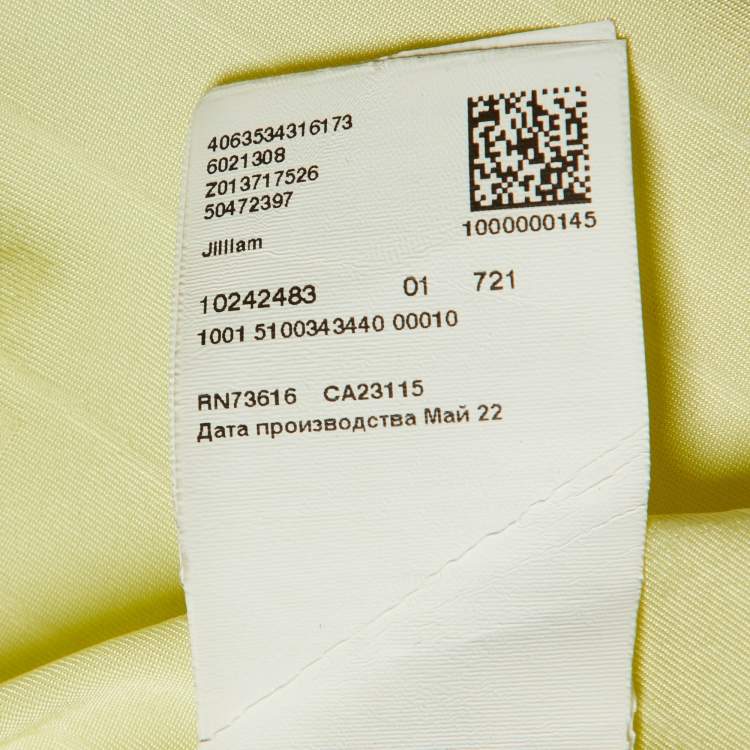 4063534316173
6021308
Z013717526
50472397
1000000145
Jilllam
10242483 01 721
1001 5100343440 00010
RN73616 CA23115
Дата производства Май 22